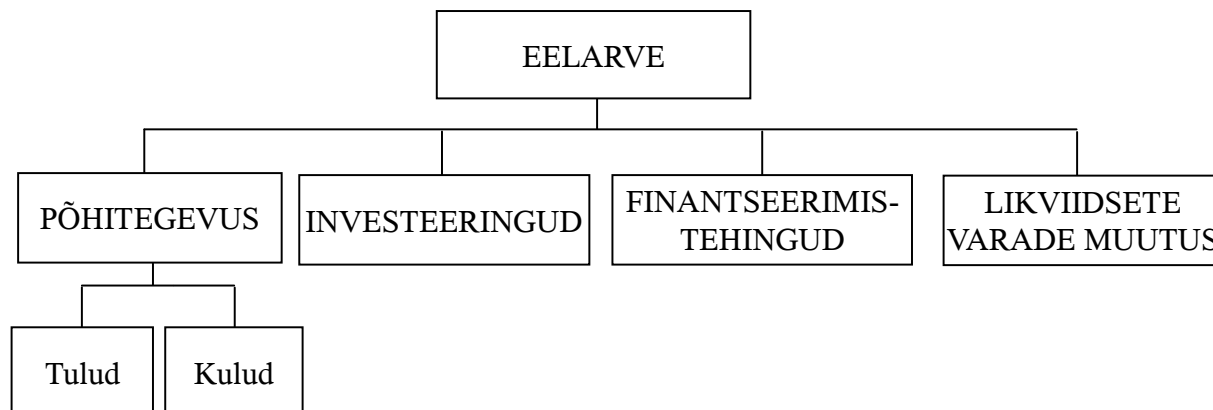 EELARVE
PÕHITEGEVUS
INVESTEERINGUD
FINANTSEERIMIS-
TEHINGUD
LIKVIIDSETE
VARADE MUUTUS
Tulud
Kulud